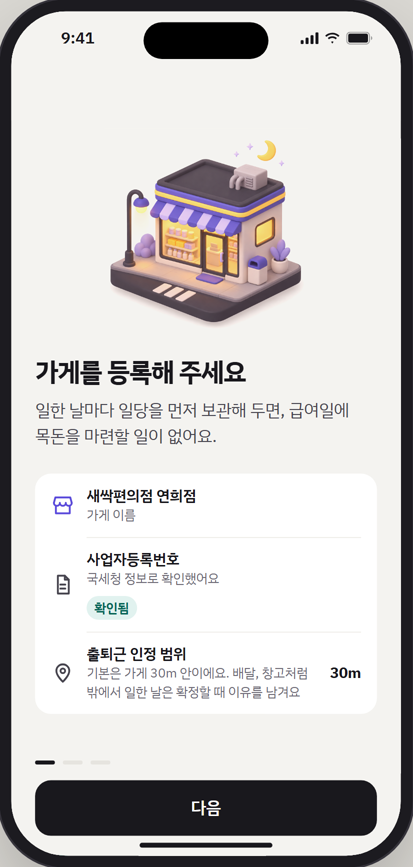 9:41
가게를 등록해 주세요
일한 날마다 일당을 먼저 보관해 두면, 급여일에
목돈을 마련할 일이 없어요.
새싹편의점 연희점
가게 이름
사업자등록번호
국세청 정보로 확인했어요
확인됨
출퇴근 인정 범위
기본은 가게 30m 안이에요. 배달, 창고처럼
밖에서 일한 날은 확정할 때 이유를 남겨요
30m
다음